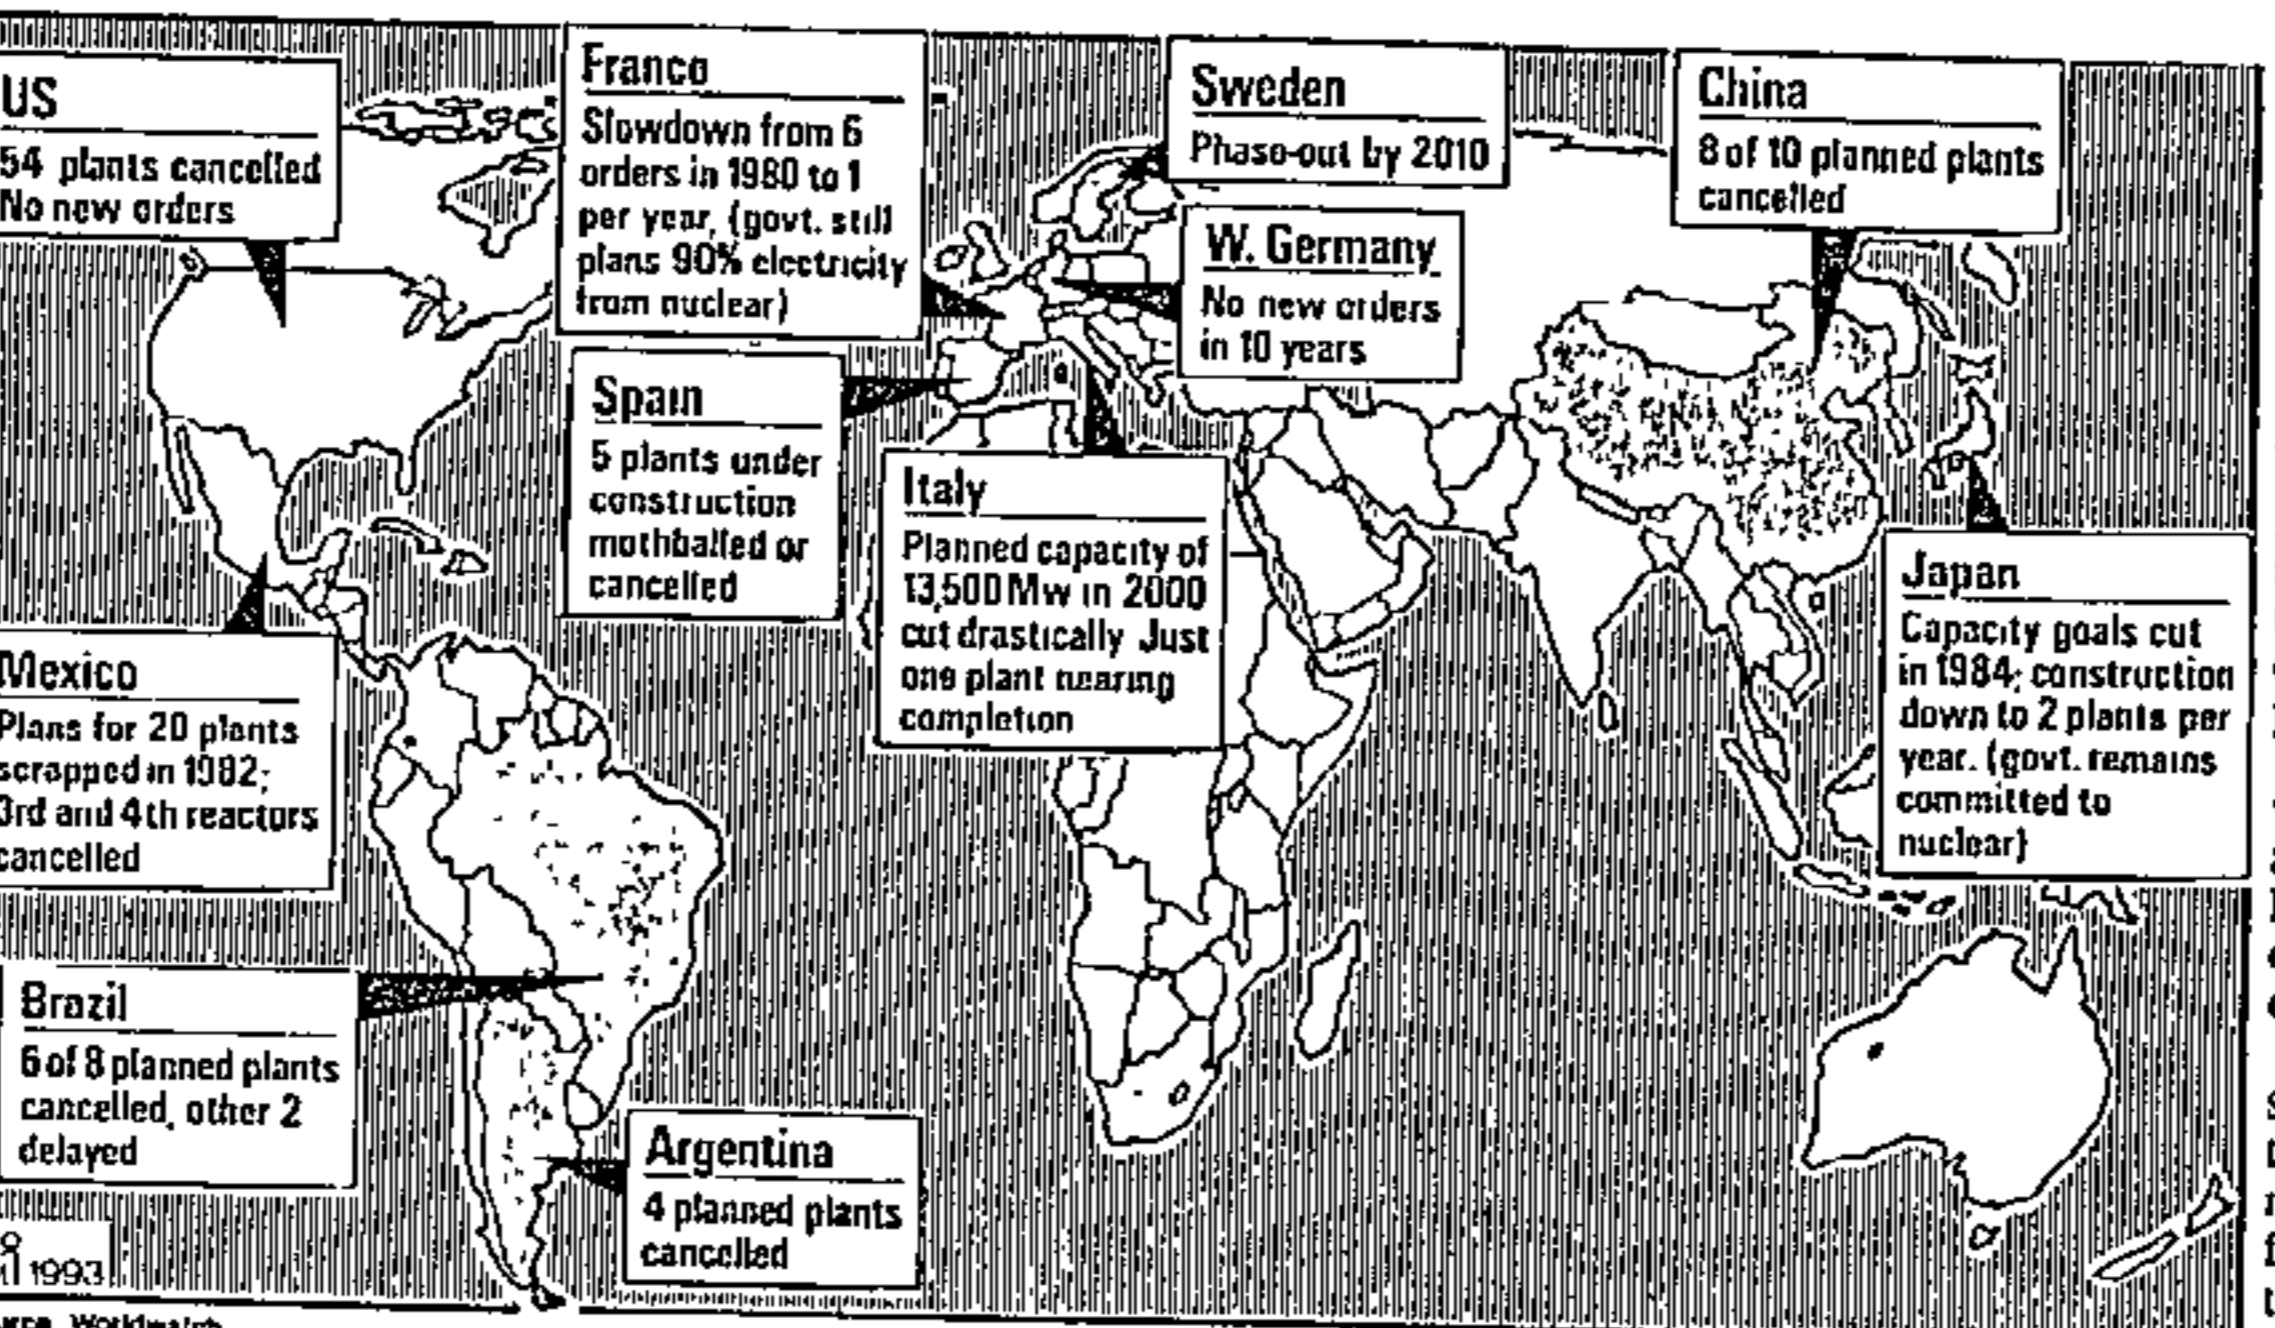 US
54 plants cancelled
No new orders
France
Slowdown from 6
orders in 1980 to 1
per year, (govt. still
plans 90% electricity
from nuclear)
Sweden
Phase-out by 2010
China
8 of 10 planned plants
cancelled
W. Germany
No new orders
in 10 years
Spain
5 plants under
construction
mothballed or
cancelled
Italy
Planned capacity of
13,500 Mw in 2000
cut drastically Just
one plant nearing
completion
Japan
Capacity goals cut
in 1984; construction
down to 2 plants per
year. (govt. remains
committed to
nuclear)
Mexico
Plans for 20 plants
scrapped in 1982;
3rd and 4th reactors
cancelled
Brazil
6 of 8 planned plants
cancelled, other 2
delayed
Argentina
4 planned plants
cancelled
1993
Worldwatch